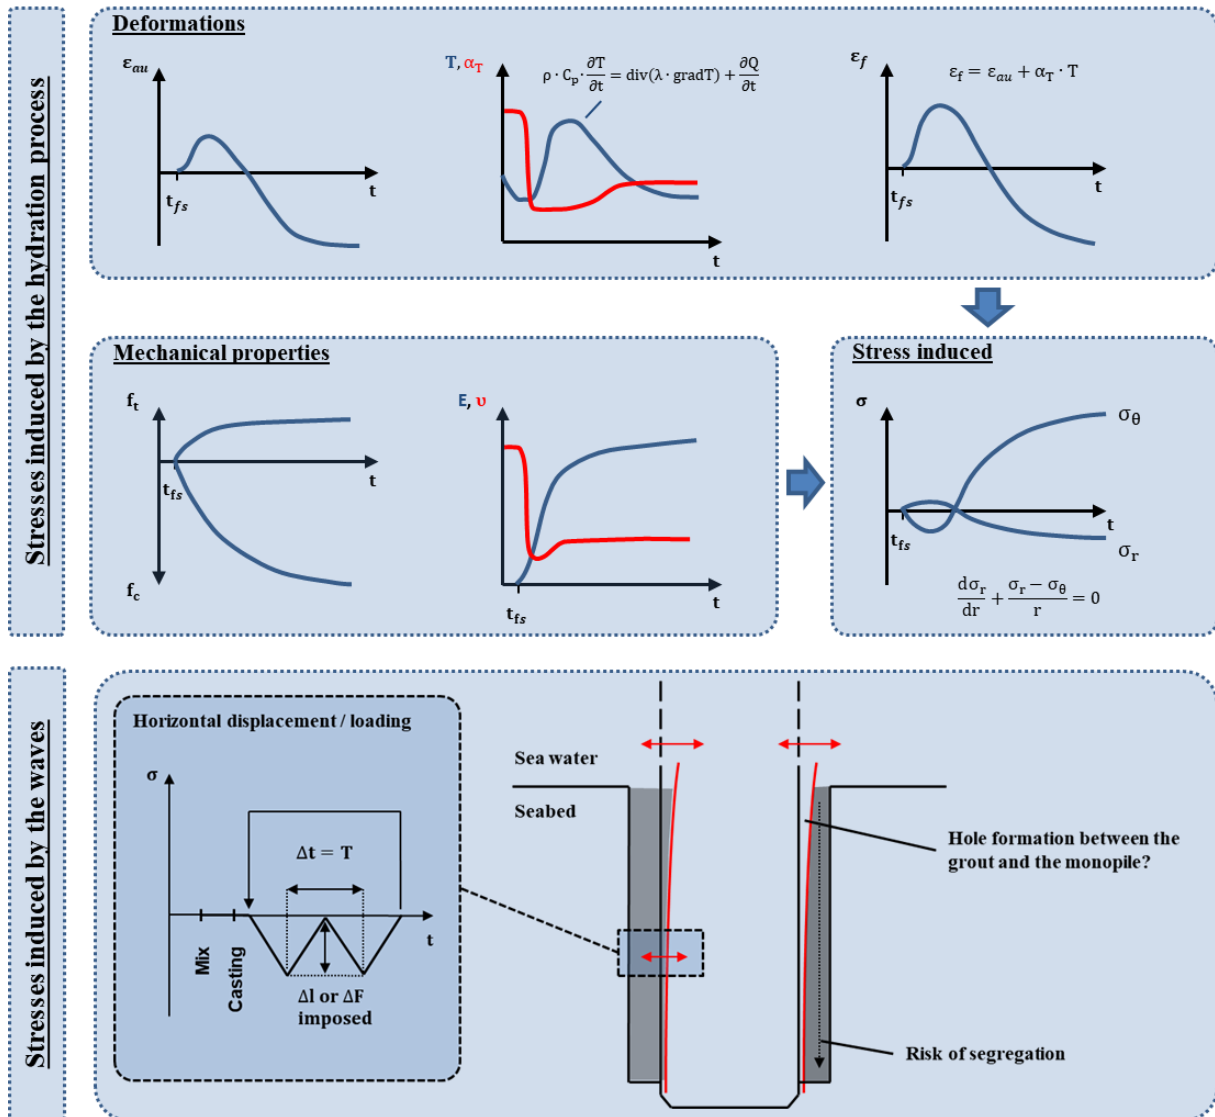 Stresses induced by the hydration process
Deformations
ε_au
t_fs
t
T, α_T
ρ · C_p · ∂T/∂t = div(λ · gradT) + ∂Q/∂t
t
ε_f
ε_f = ε_au + α_T · T
t_fs
t
Mechanical properties
f_t
t_fs
t
f_c
E, υ
t_fs
t
Stress induced
σ
σ_θ
t_fs
t
σ_r
dσ_r/dr + (σ_r − σ_θ)/r = 0
Stresses induced by the waves
Horizontal displacement / loading
σ
Δt = T
t
Mix
Casting
Δl or ΔF
imposed
Sea water
Seabed
Hole formation between the
grout and the monopile?
Risk of segregation